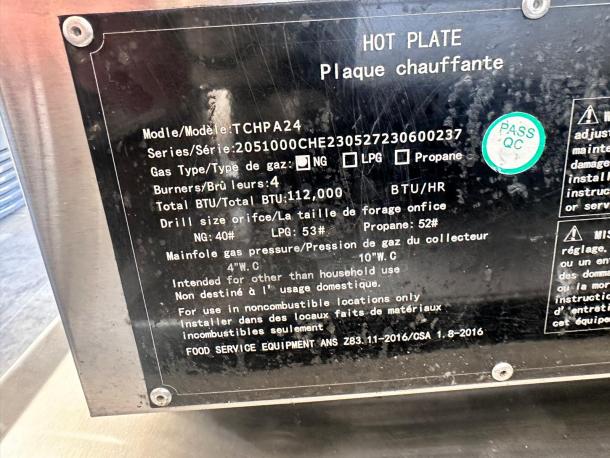 HOT PLATE
Plaque chauffante
Modle/Modèle:TCHPA24
Series/Série:2051000CHE230527230600237
Gas Type/Type de gaz: NG LPG Propane
Burners/Brû leurs:4
Total BTU/Total BTU:112,000 BTU/HR
Drill size orifce/La taille de forage onfice
NG: 40# LPG: 53# Propane: 52#
Mainfole gas pressure/Pression de gaz du collecteur
4"W.C 10"W.C
Intended for other than household use
Non destiné à l' usage domestique.
For use in noncombustible locations only
Installer dans des locaux faits de matériaux
incombustibles seulement
FOOD SERVICE EQUIPMENT ANS Z83.11-2016/CSA 1.8-2016
PASS
QC
adjus
mainte
damage
install
instruc
or serv
MIS
réglage,
ou un en
des domma
ou la mor
instruction
d' entreti
cet équipe